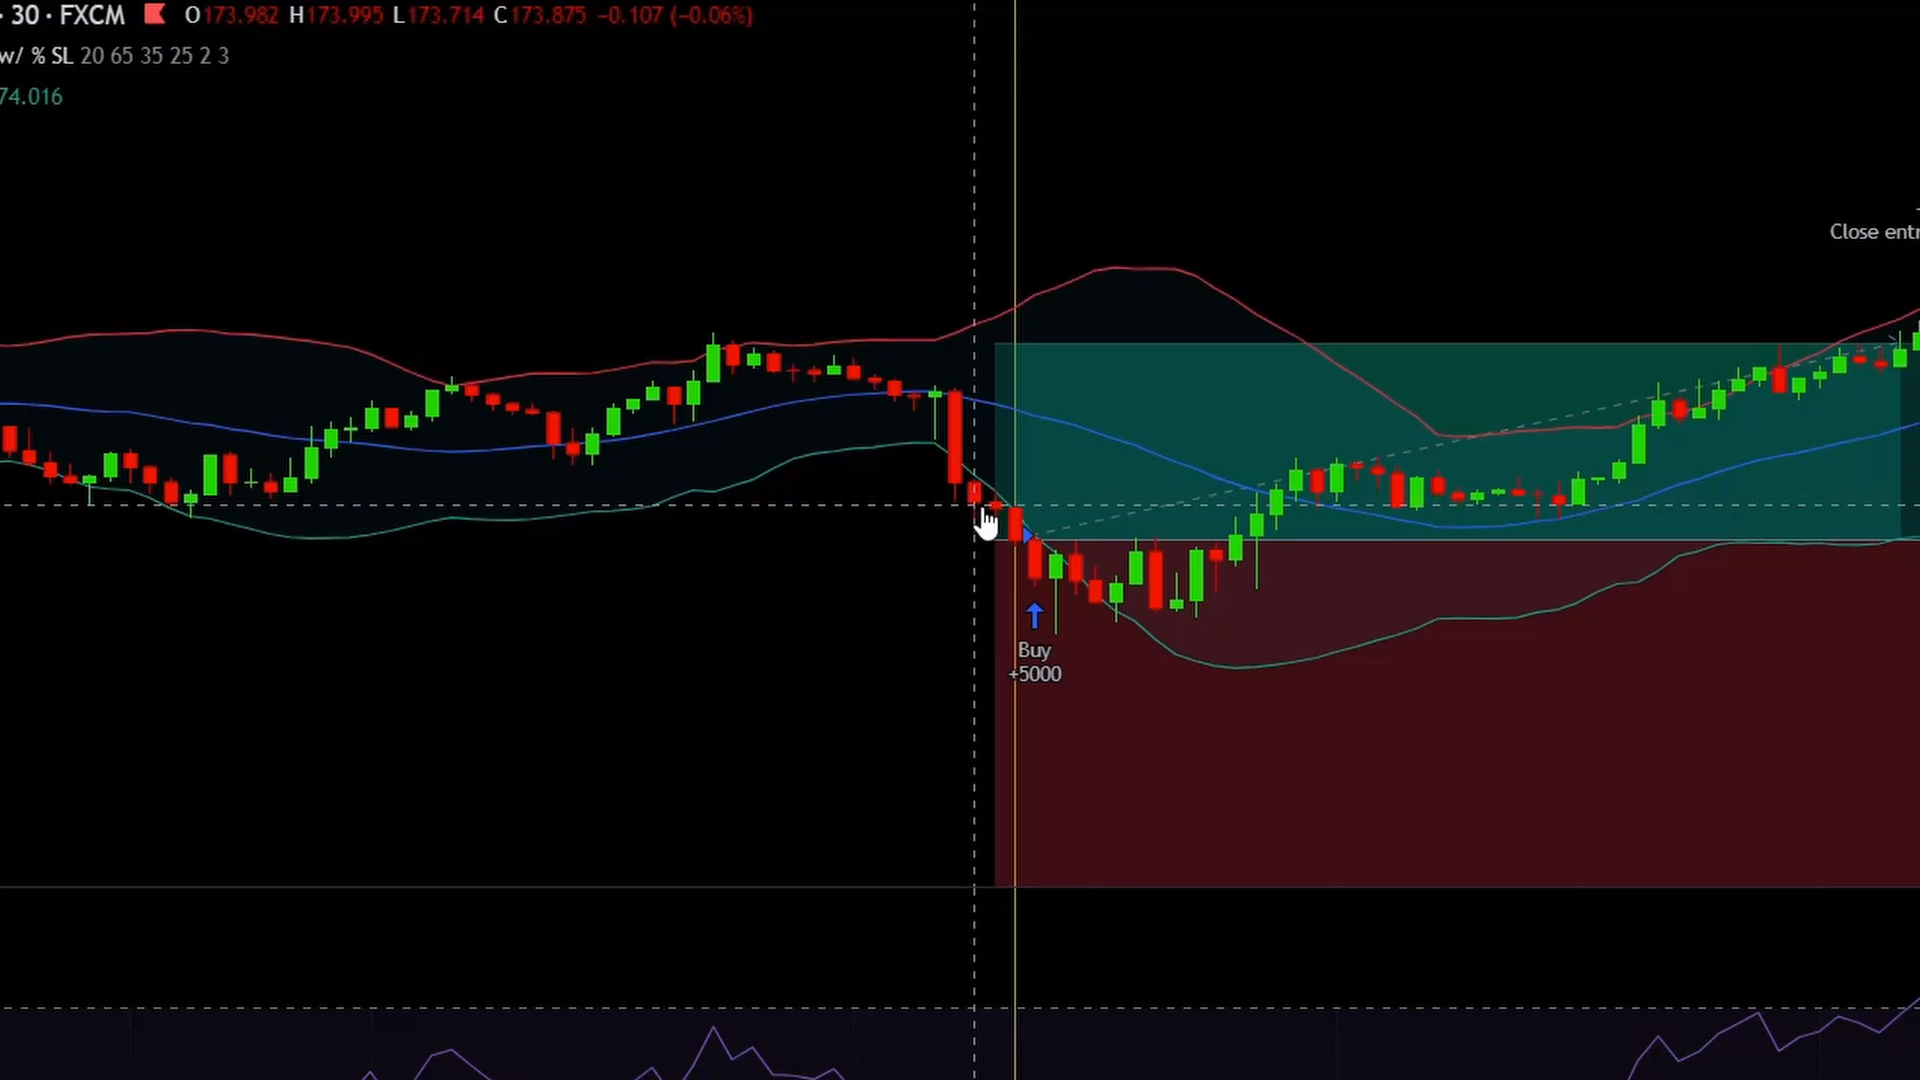 · 30 · FXCM O173.982 H173.995 L173.714 C173.875 −0.107 (−0.06%)
w/ % SL 20 65 35 25 2 3
74.016
Close entr
Buy
+5000